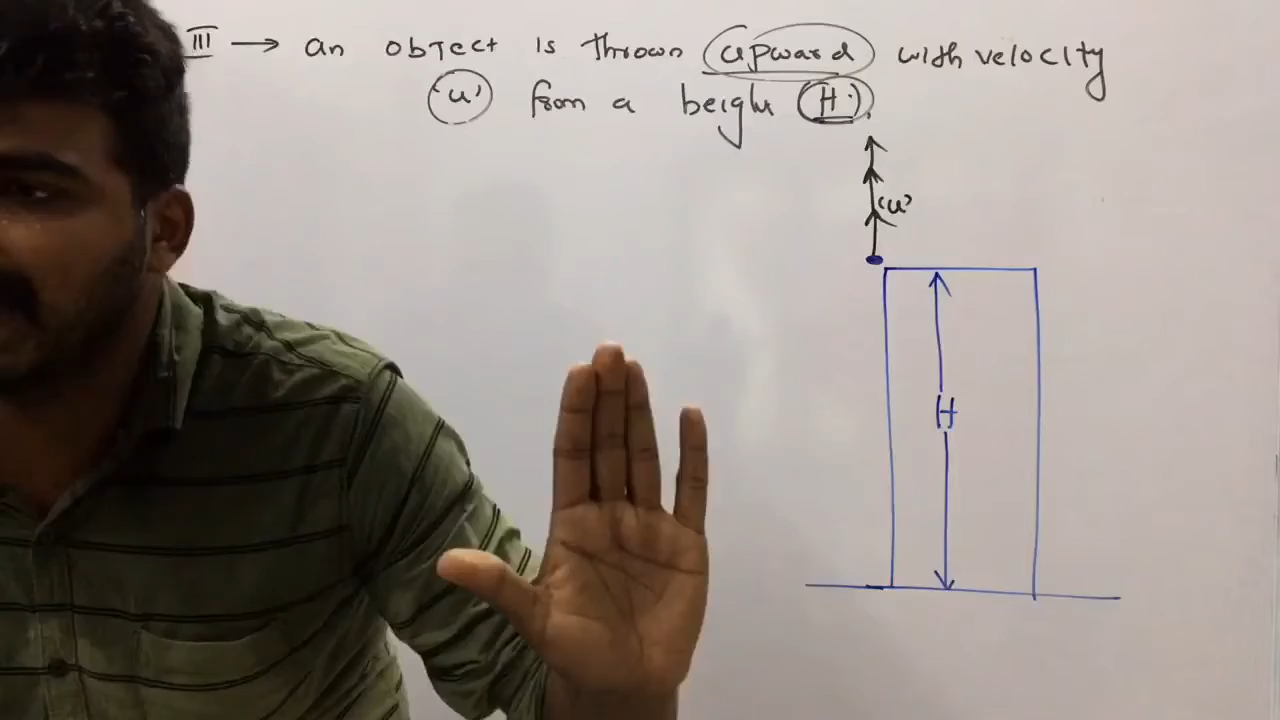 III → an object is thrown upward with velocity
'u' from a height (H).
'u'
H